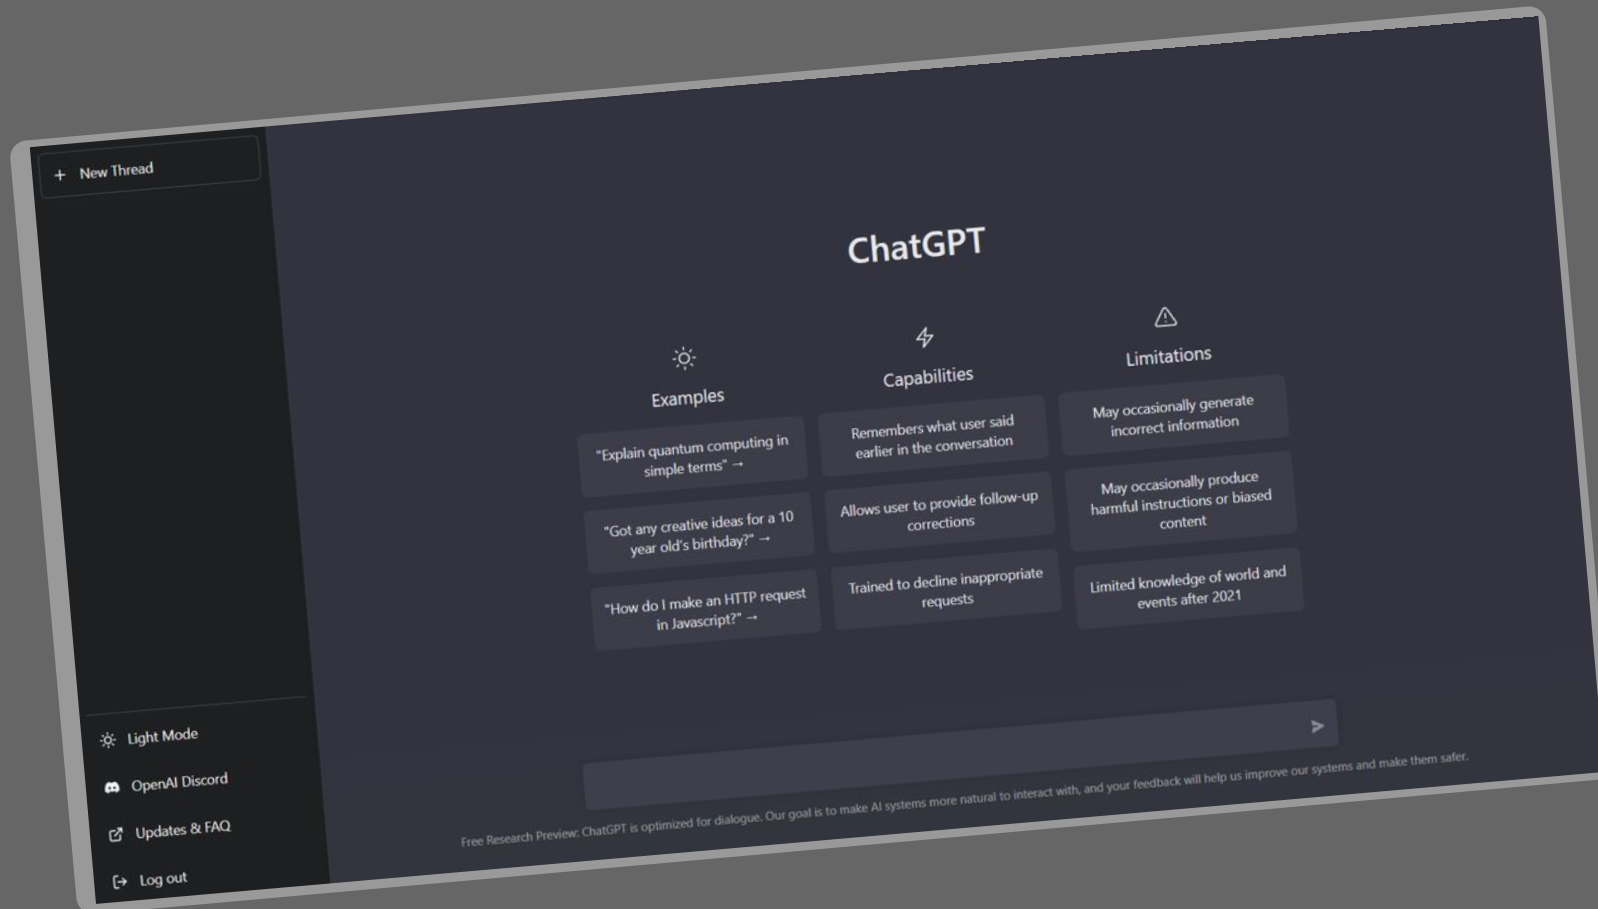 New Thread
ChatGPT
Examples
"Explain quantum computing in
simple terms" →
"Got any creative ideas for a 10
year old's birthday?" →
"How do I make an HTTP request
in Javascript?" →
Capabilities
Remembers what user said
earlier in the conversation
Allows user to provide follow-up
corrections
Trained to decline inappropriate
requests
Limitations
May occasionally generate
incorrect information
May occasionally produce
harmful instructions or biased
content
Limited knowledge of world and
events after 2021
Light Mode
OpenAI Discord
Updates & FAQ
Log out
Free Research Preview: ChatGPT is optimized for dialogue. Our goal is to make AI systems more natural to interact with, and your feedback will help us improve our systems and make them safer.